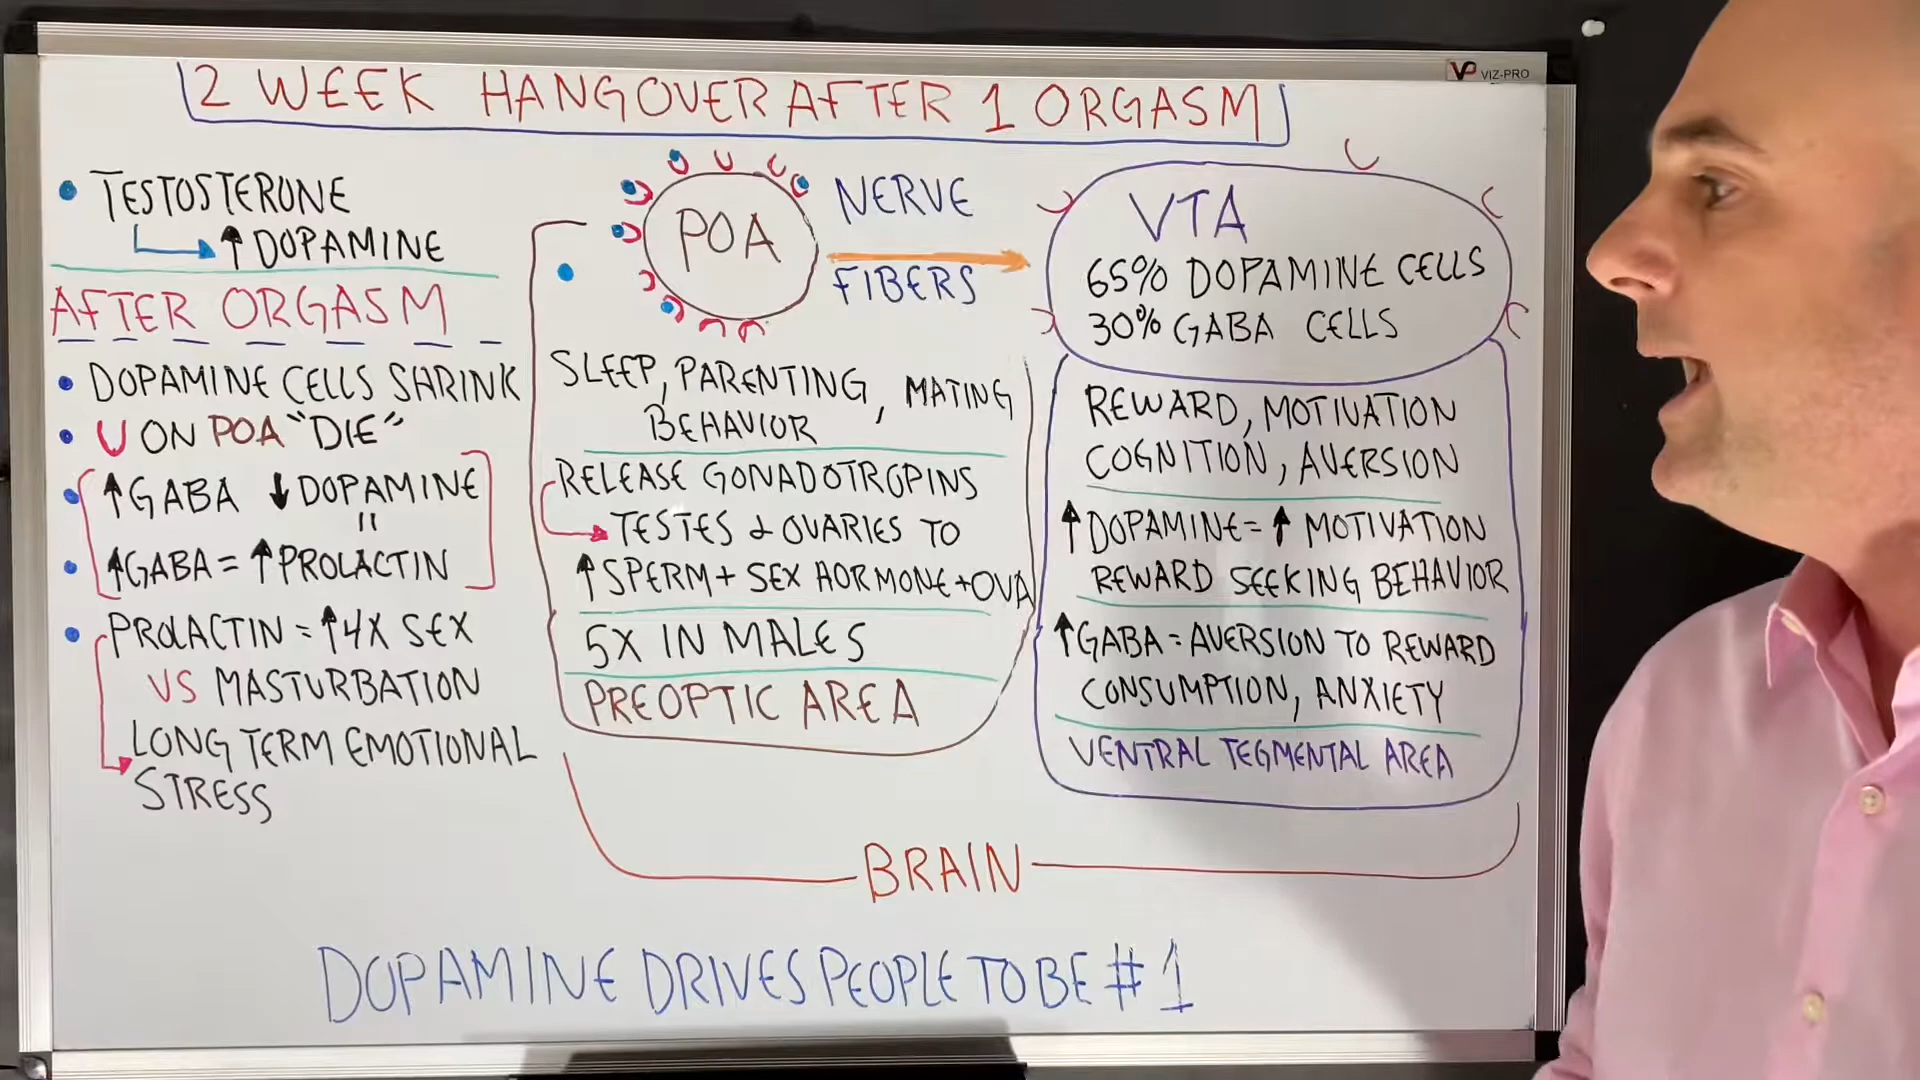 VP VIZ-PRO
2 WEEK HANGOVER AFTER 1 ORGASM
TESTOSTERONE
↑ DOPAMINE
AFTER ORGASM
• DOPAMINE CELLS SHRINK
• U ON POA "DIE"
• ↑GABA ↓DOPAMINE
"
• ↑GABA = ↑PROLACTIN
• PROLACTIN = ↑4X SEX
VS MASTURBATION
LONG TERM EMOTIONAL
STRESS
POA
SLEEP, PARENTING, MATING
BEHAVIOR
RELEASE GONADOTROPINS
TESTES & OVARIES TO
↑SPERM + SEX HORMONE + OVA
5X IN MALES
PREOPTIC AREA
NERVE
FIBERS
VTA
65% DOPAMINE CELLS
30% GABA CELLS
REWARD, MOTIVATION
COGNITION, AVERSION
↑DOPAMINE = ↑ MOTIVATION
REWARD SEEKING BEHAVIOR
↑GABA = AVERSION TO REWARD
CONSUMPTION, ANXIETY
VENTRAL TEGMENTAL AREA
BRAIN
DOPAMINE DRIVES PEOPLE TO BE #1